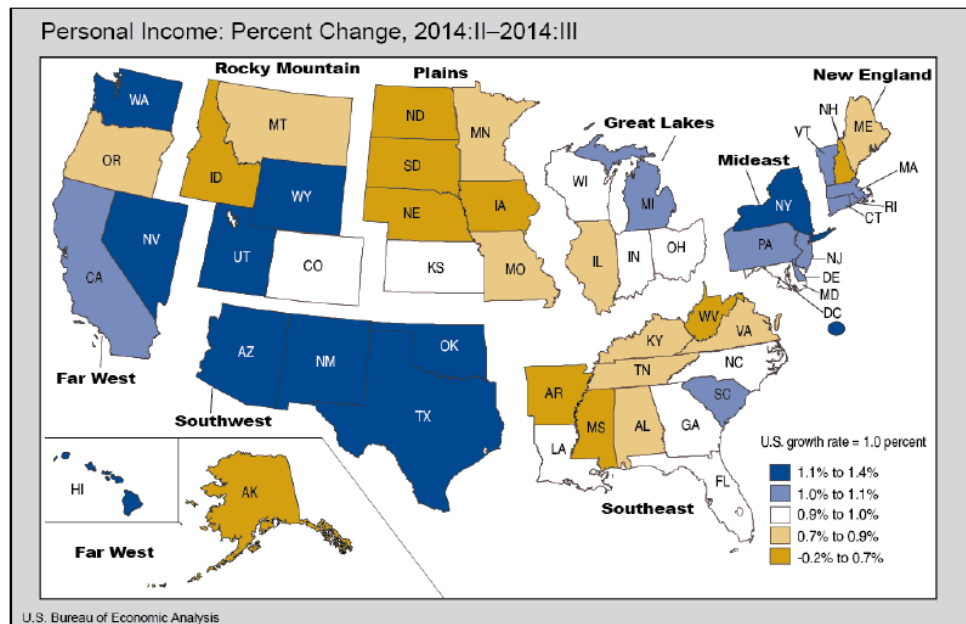 Personal Income: Percent Change, 2014:II–2014:III
Rocky Mountain
Plains
New England
Great Lakes
Mideast
WA
OR
CA
NV
ID
MT
WY
UT
CO
ND
SD
NE
KS
MN
IA
MO
WI
MI
IL
IN
OH
NH
VT
ME
MA
RI
CT
NY
PA
NJ
DE
MD
DC
Far West
AZ
NM
OK
TX
Southwest
WV
VA
KY
TN
NC
SC
AR
MS
AL
GA
LA
FL
Southeast
HI
AK
Far West
U.S. growth rate = 1.0 percent
1.1% to 1.4%
1.0% to 1.1%
0.9% to 1.0%
0.7% to 0.9%
-0.2% to 0.7%
U.S. Bureau of Economic Analysis